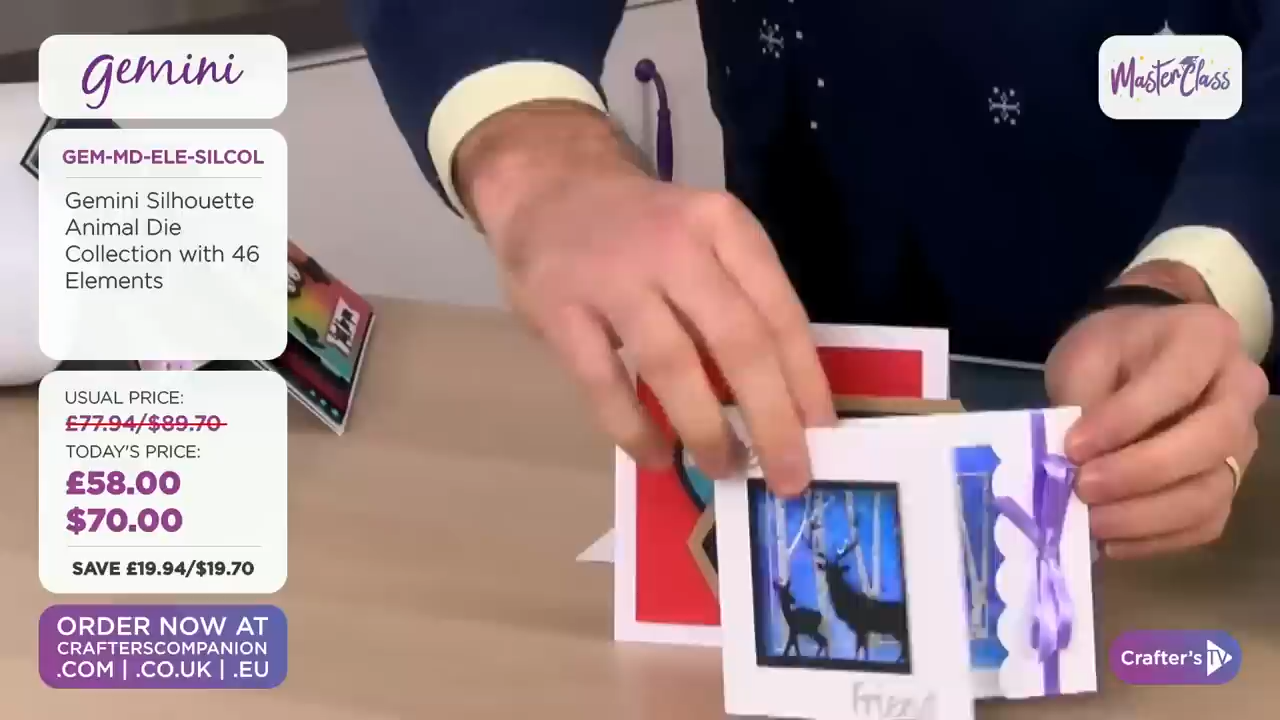 gemini
GEM-MD-ELE-SILCOL
Gemini Silhouette
Animal Die
Collection with 46
Elements
USUAL PRICE:
£77.94/$89.70
TODAY'S PRICE:
£58.00
$70.00
SAVE £19.94/$19.70
ORDER NOW AT
CRAFTERSCOMPANION
.COM | .CO.UK | .EU
MasterClass
Friend
Crafter's TV